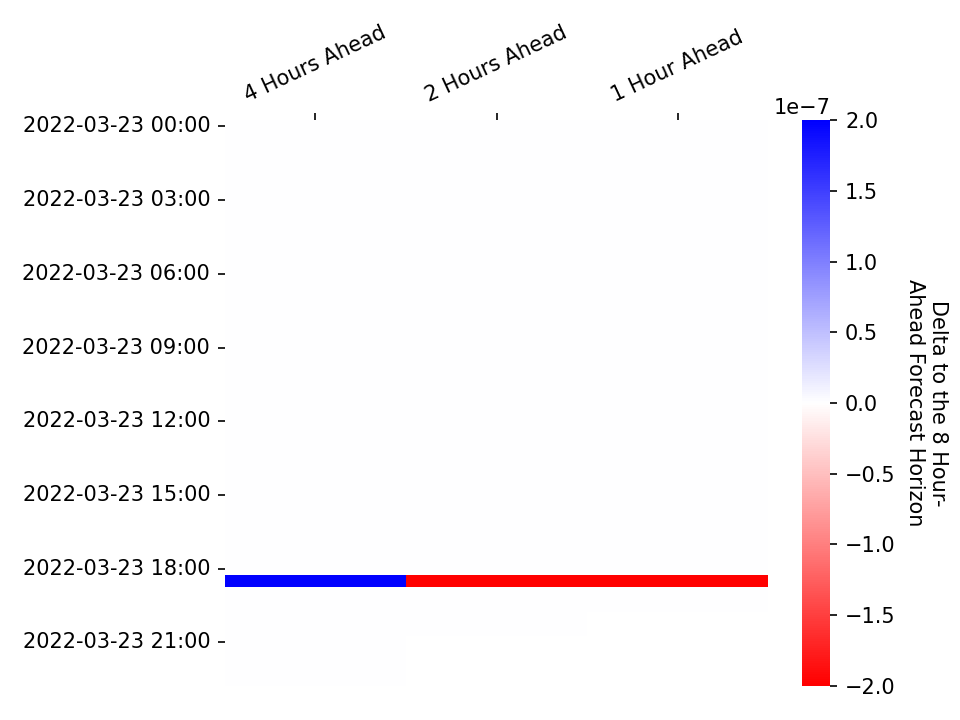 4 Hours Ahead
2 Hours Ahead
1 Hour Ahead
2022-03-23 00:00
2022-03-23 03:00
2022-03-23 06:00
2022-03-23 09:00
2022-03-23 12:00
2022-03-23 15:00
2022-03-23 18:00
2022-03-23 21:00
1e−7
2.0
1.5
1.0
0.5
0.0
−0.5
−1.0
−1.5
−2.0
Delta to the 8 Hour-
Ahead Forecast Horizon